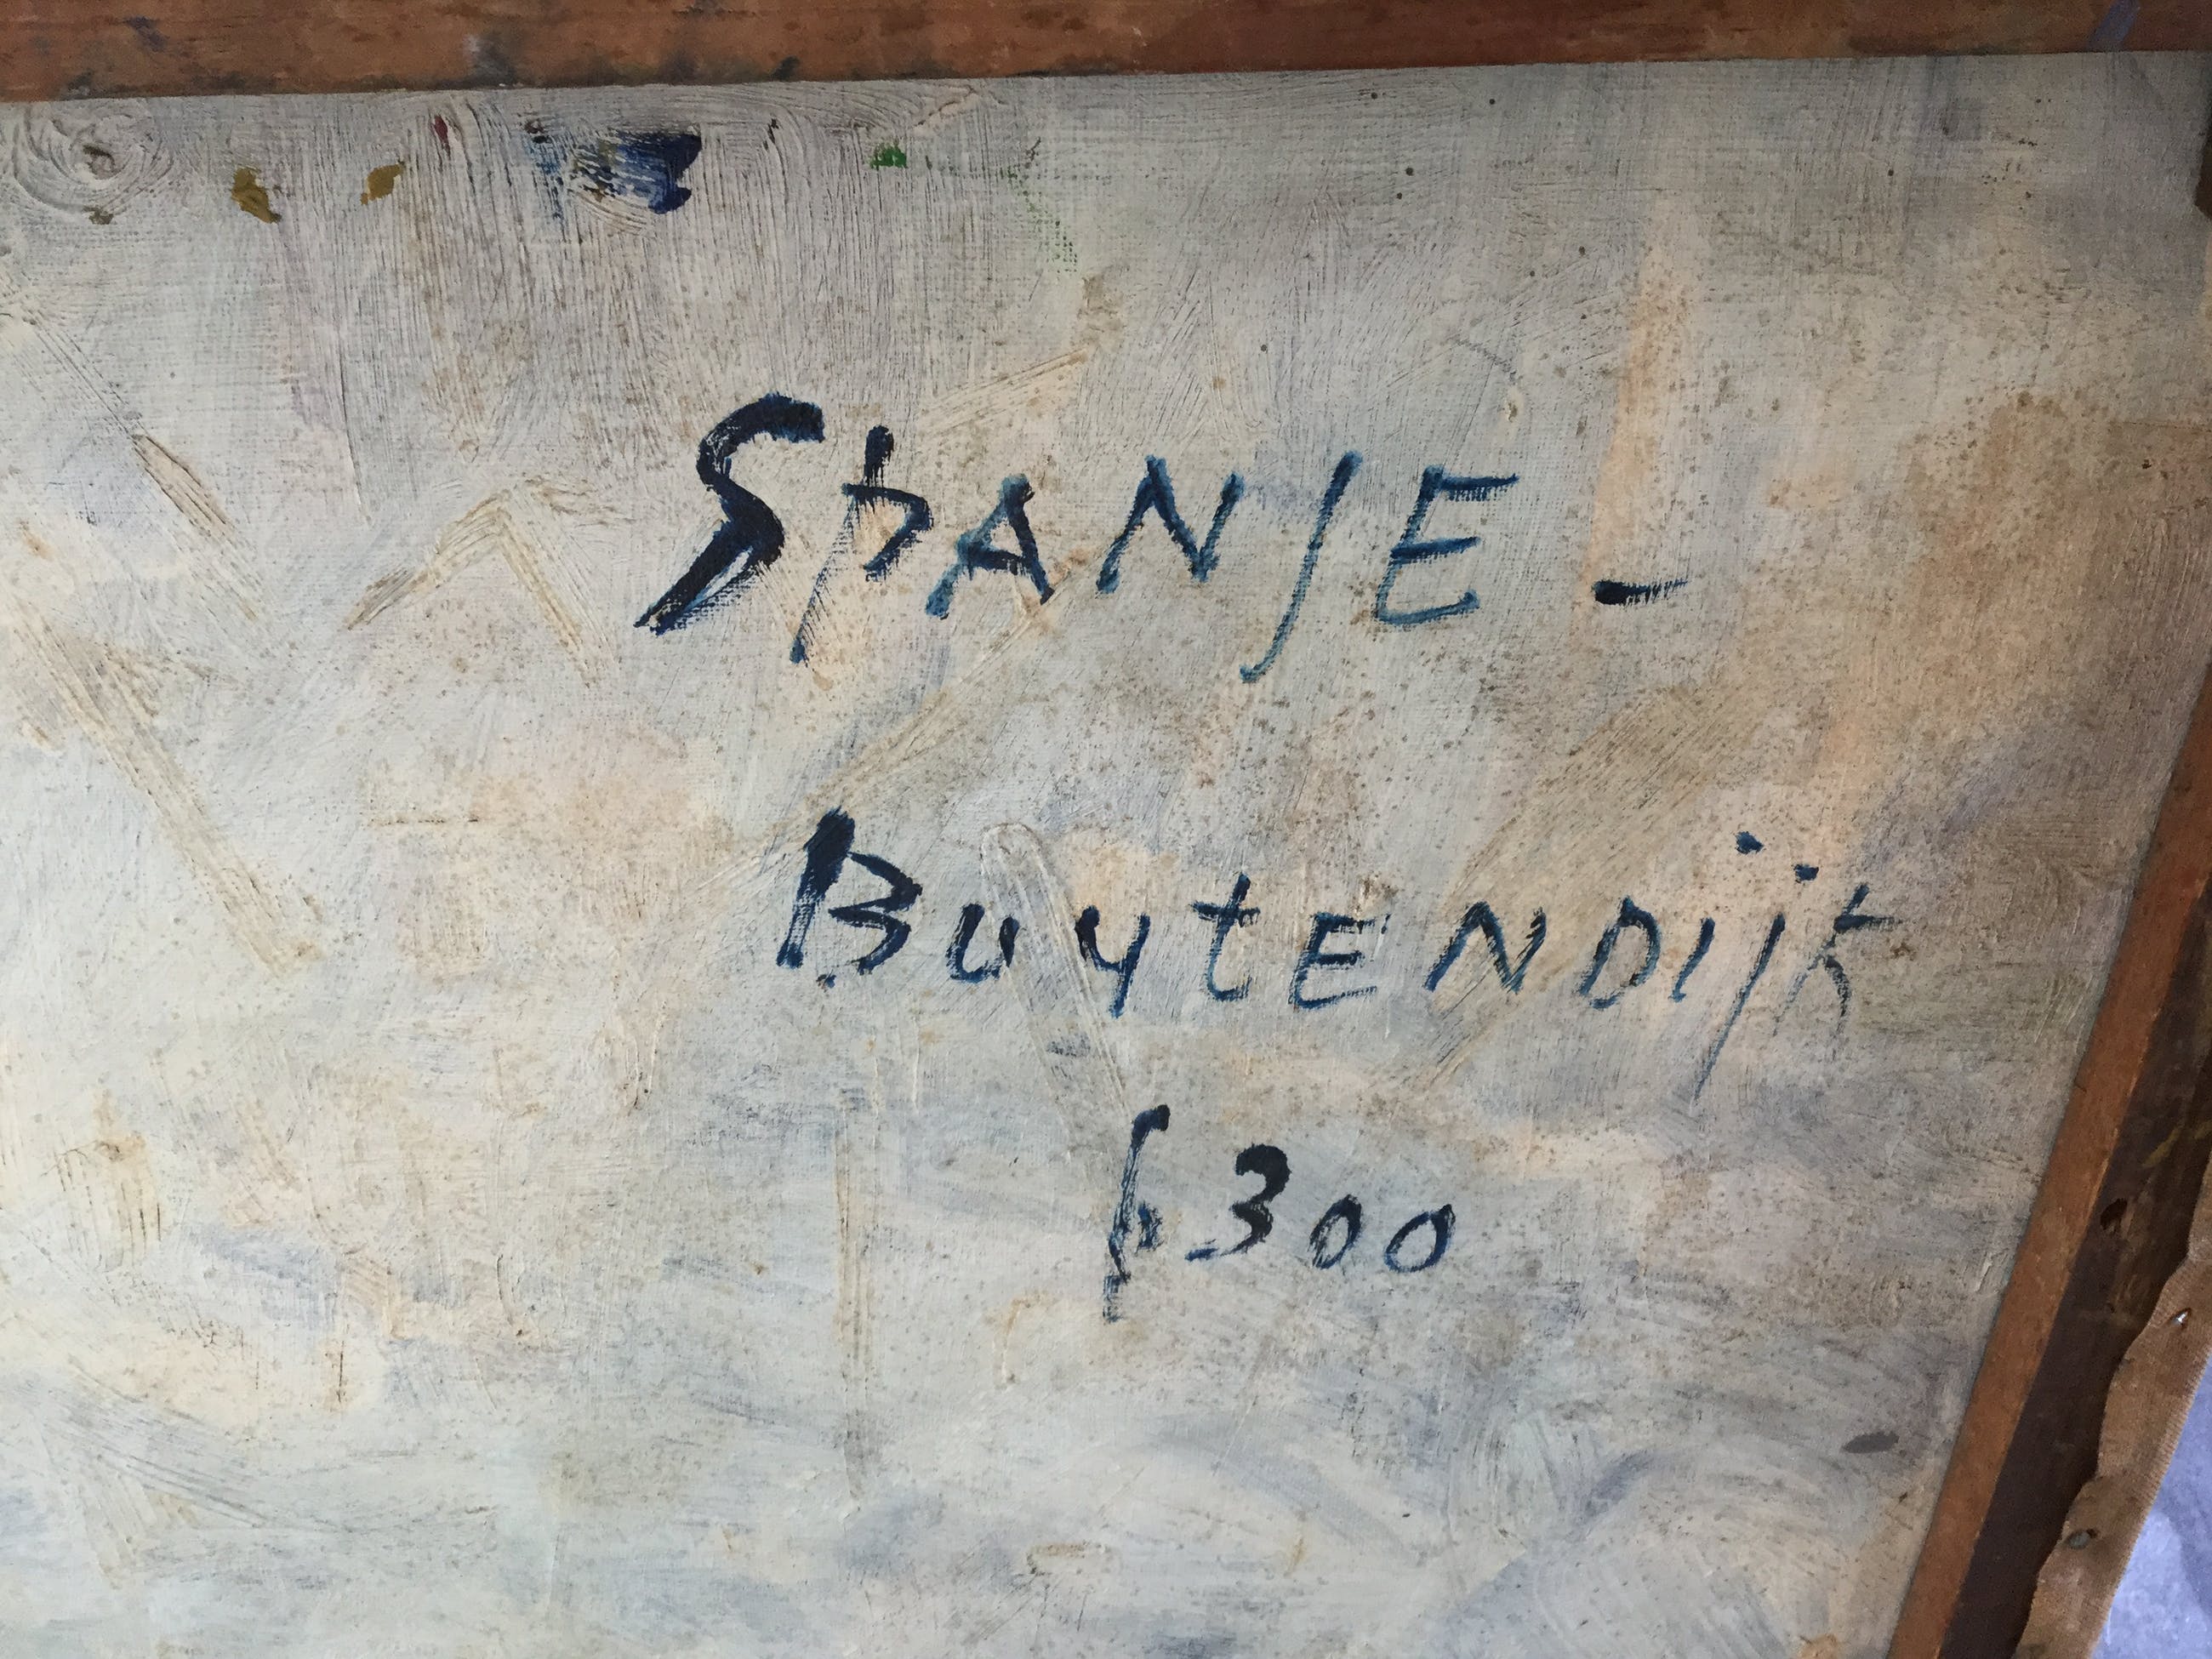 SPANJE -
BuytENDijk
ƒ 300